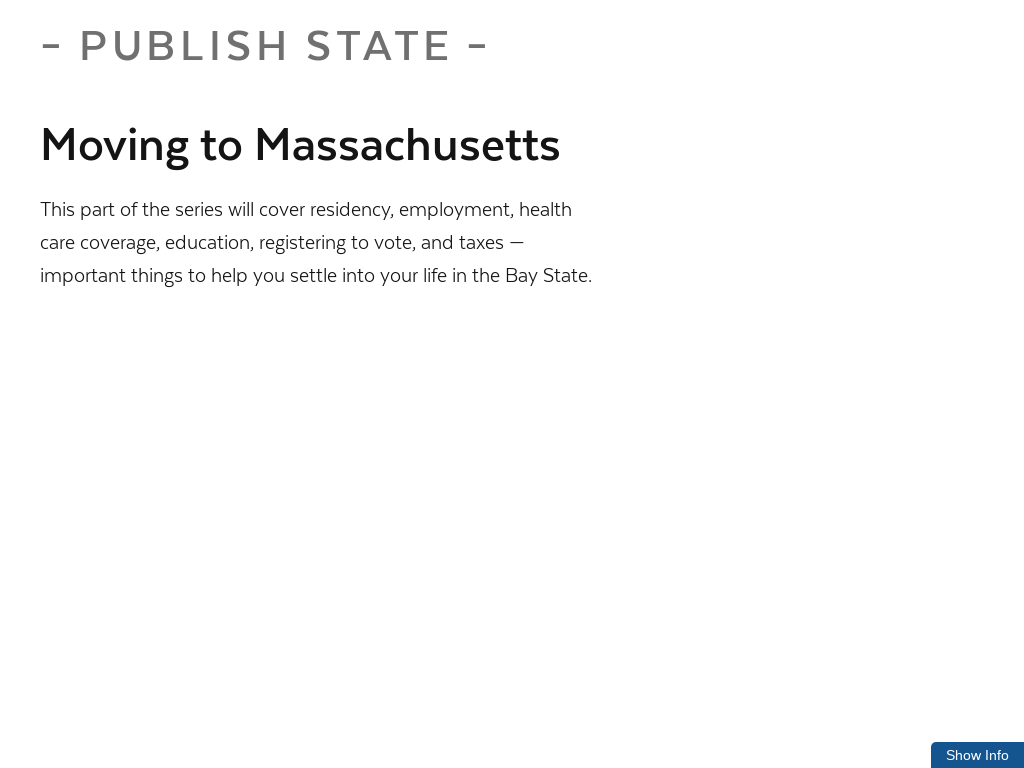 - PUBLISH STATE -
Moving to Massachusetts
This part of the series will cover residency, employment, health
care coverage, education, registering to vote, and taxes —
important things to help you settle into your life in the Bay State.
Show Info